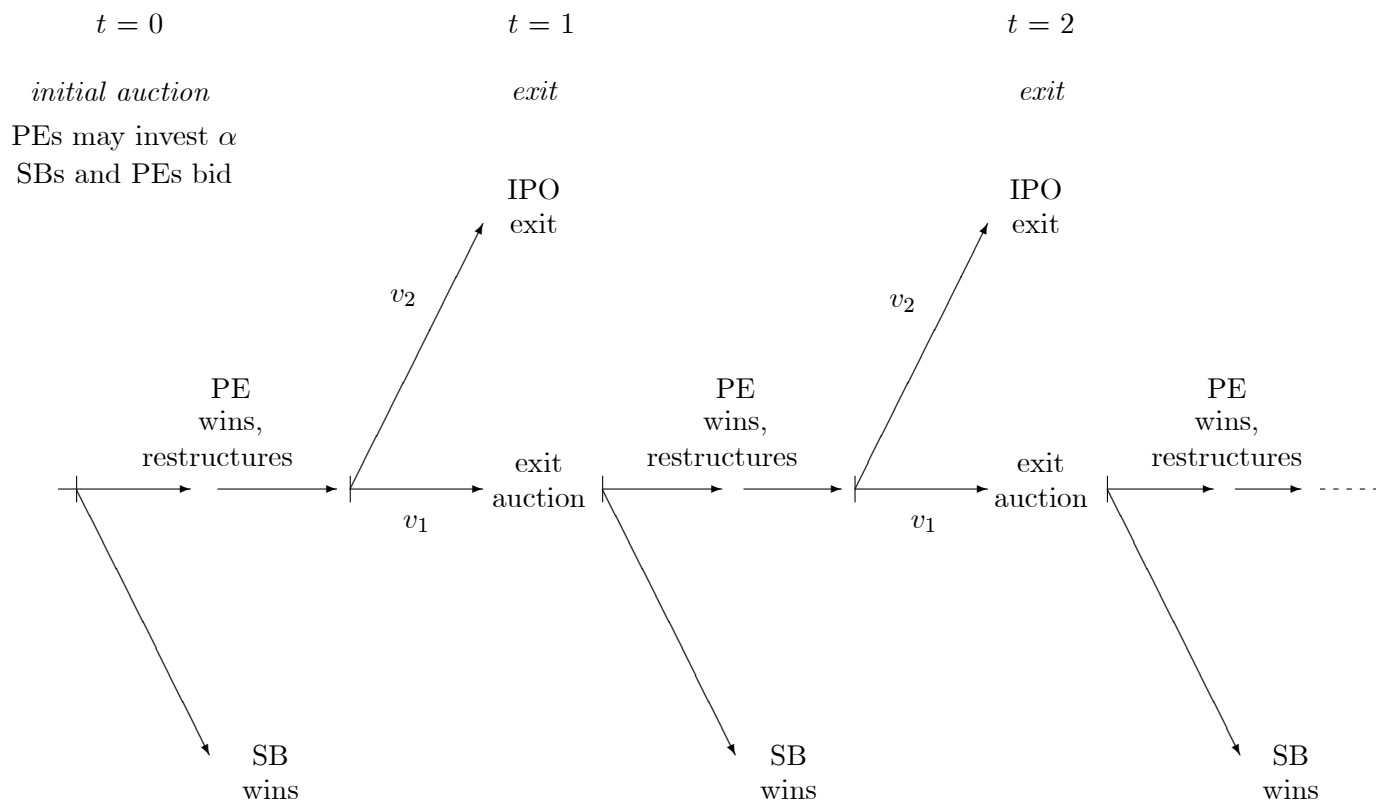 t = 0
t = 1
t = 2
initial auction
exit
exit
PEs may invest α
SBs and PEs bid
IPO
exit
IPO
exit
v₂
v₂
PE
wins,
restructures
PE
wins,
restructures
PE
wins,
restructures
exit
auction
exit
auction
v₁
v₁
SB
wins
SB
wins
SB
wins